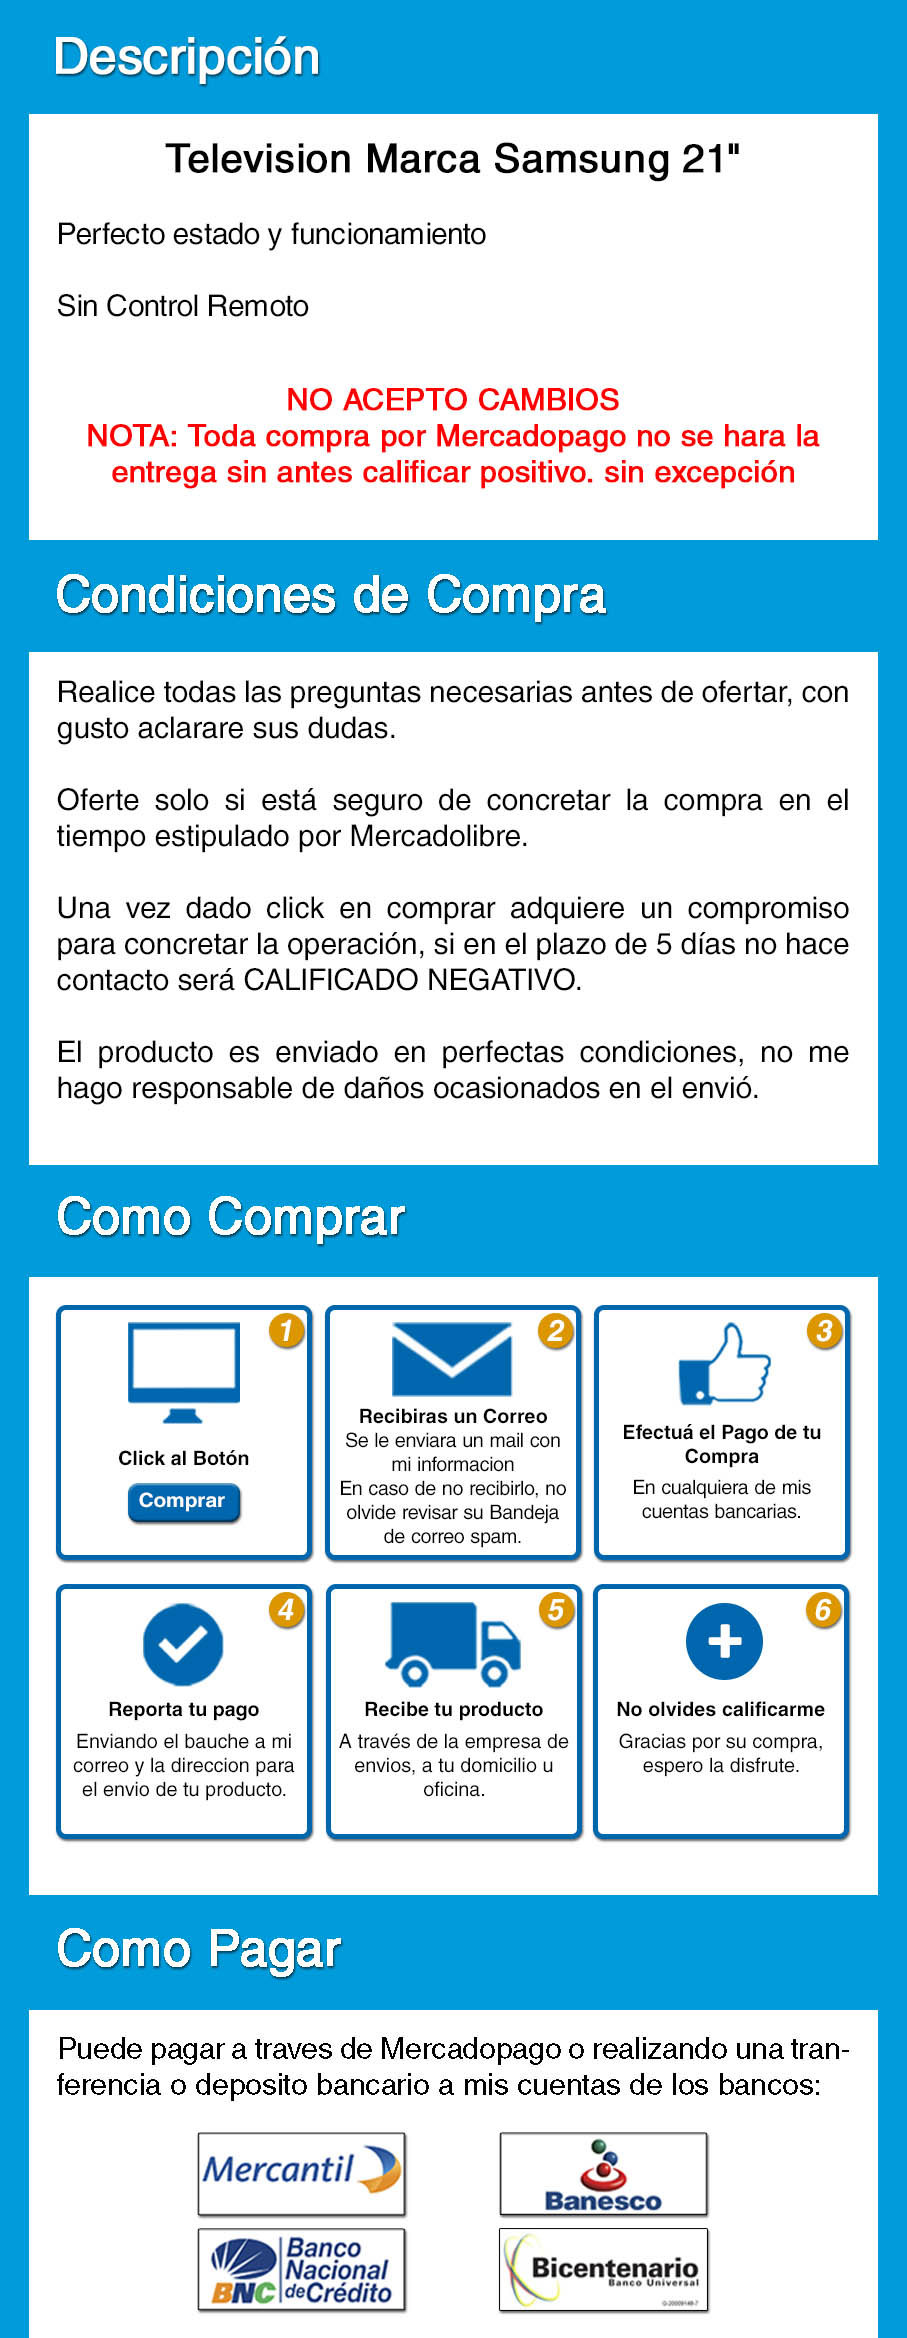 Descripción
Television Marca Samsung 21"
Perfecto estado y funcionamiento
Sin Control Remoto
NO ACEPTO CAMBIOS
NOTA: Toda compra por Mercadopago no se hara la
entrega sin antes calificar positivo. sin excepción
Condiciones de Compra
Realice todas las preguntas necesarias antes de ofertar, con
gusto aclarare sus dudas.
Oferte solo si está seguro de concretar la compra en el
tiempo estipulado por Mercadolibre.
Una vez dado click en comprar adquiere un compromiso
para concretar la operación, si en el plazo de 5 días no hace
contacto será CALIFICADO NEGATIVO.
El producto es enviado en perfectas condiciones, no me
hago responsable de daños ocasionados en el envió.
Como Comprar
1
Click al Botón
Comprar
2
Recibiras un Correo
Se le enviara un mail con
mi informacion
En caso de no recibirlo, no
olvide revisar su Bandeja
de correo spam.
3
Efectuá el Pago de tu
Compra
En cualquiera de mis
cuentas bancarias.
4
Reporta tu pago
Enviando el bauche a mi
correo y la direccion para
el envio de tu producto.
5
Recibe tu producto
A través de la empresa de
envios, a tu domicilio u
oficina.
6
No olvides calificarme
Gracias por su compra,
espero la disfrute.
Como Pagar
Puede pagar a traves de Mercadopago o realizando una tran-
ferencia o deposito bancario a mis cuentas de los bancos:
Mercantil
Banesco
BNC
Banco
Nacional
de Crédito
Bicentenario
Banco Universal